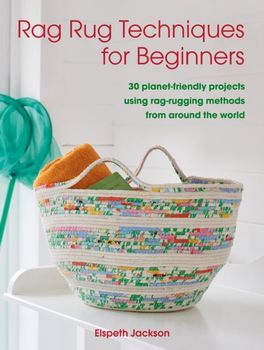 Rag Rug Techniques
for Beginners
30 planet-friendly projects
using rag-rugging methods
from around the world
Elspeth Jackson